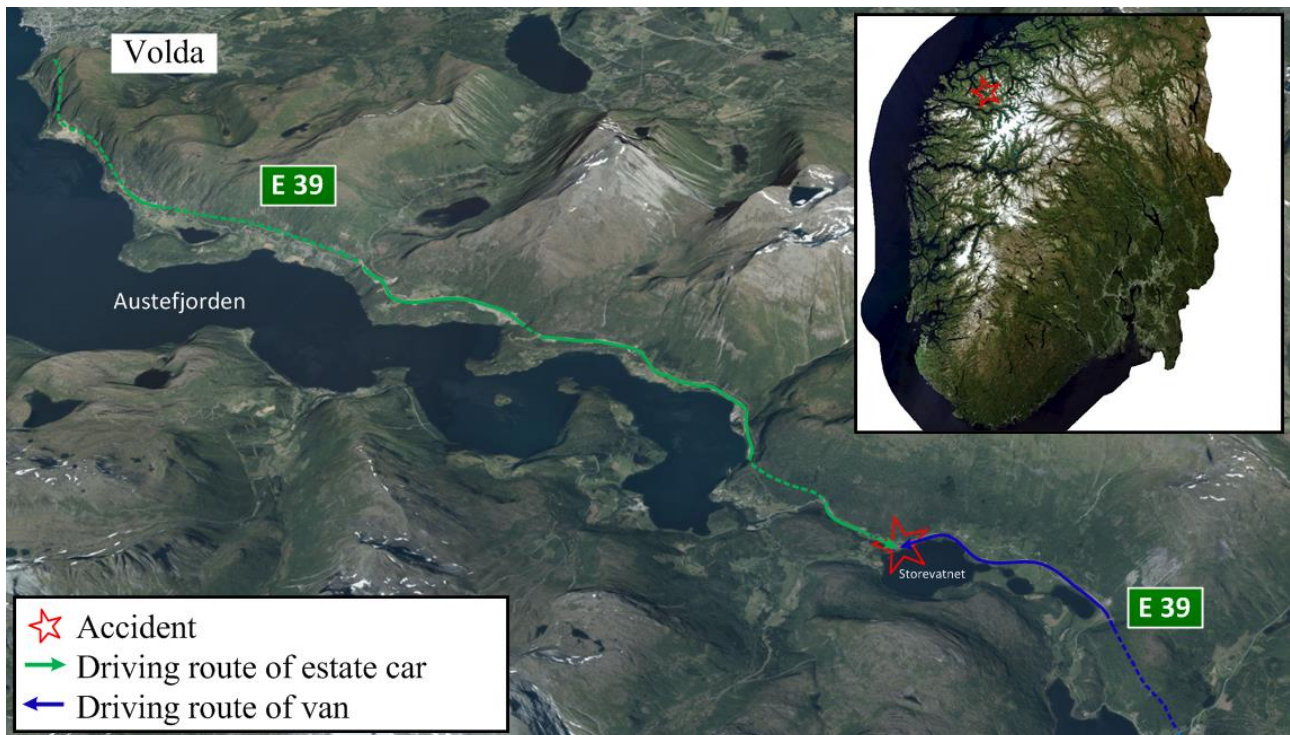 Volda
E 39
Austefjorden
Storevatnet
E 39
Accident
Driving route of estate car
Driving route of van